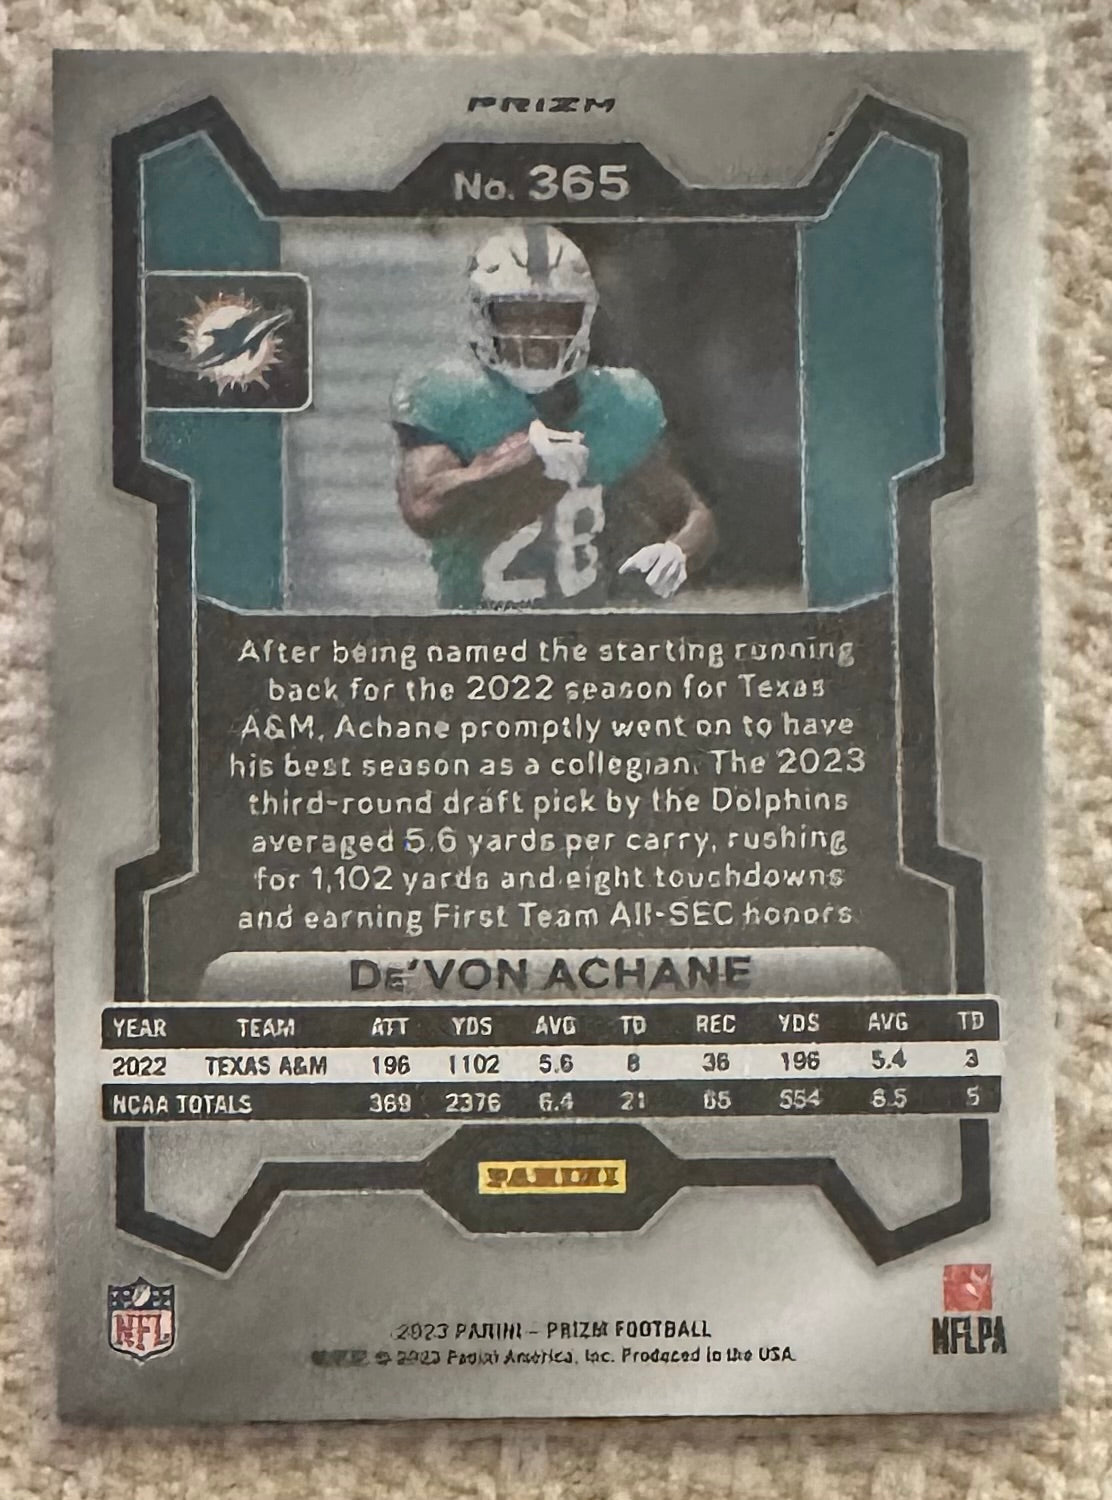 PRIZM
No. 365
28
After being named the starting running
back for the 2022 season for Texas
A&M, Achane promptly went on to have
his best season as a collegian. The 2023
third-round draft pick by the Dolphins
averaged 5.6 yards per carry, rushing
for 1,102 yards and eight touchdowns
and earning First Team All-SEC honors.
DE'VON ACHANE
YEAR TEAM ATT YDS AVG TD REC YDS AVG TD
2022 TEXAS A&M 196 1102 5.6 8 36 196 5.4 3
NCAA TOTALS 369 2376 6.4 21 65 554 8.5 5
PANINI
NFL
NFLPA
2023 PANINI – PRIZM FOOTBALL
© 2023 Panini America, Inc. Produced in the USA